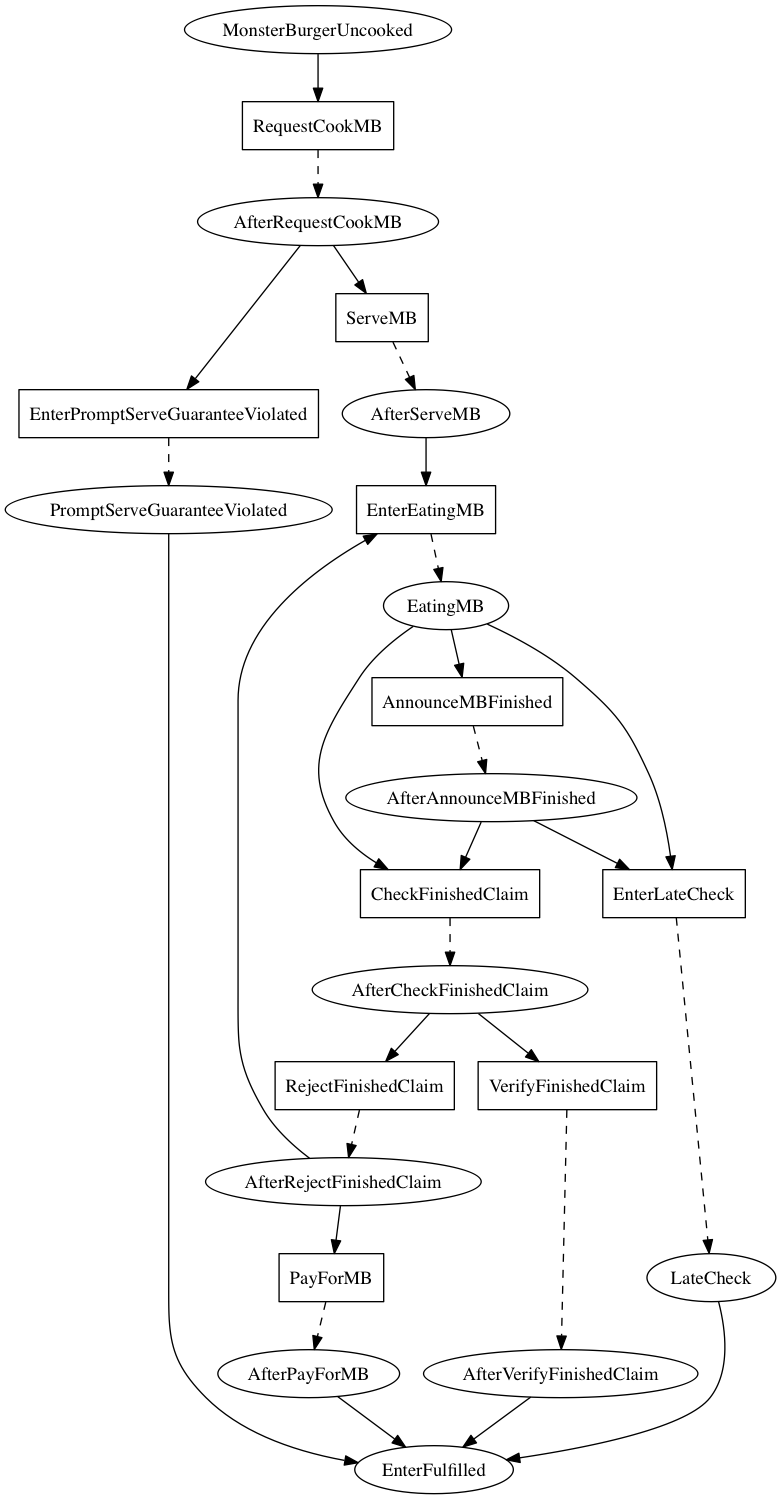 MonsterBurgerUncooked
RequestCookMB
AfterRequestCookMB
ServeMB
EnterPromptServeGuaranteeViolated
AfterServeMB
PromptServeGuaranteeViolated
EnterEatingMB
EatingMB
AnnounceMBFinished
AfterAnnounceMBFinished
CheckFinishedClaim
EnterLateCheck
AfterCheckFinishedClaim
RejectFinishedClaim
VerifyFinishedClaim
AfterRejectFinishedClaim
PayForMB
LateCheck
AfterPayForMB
AfterVerifyFinishedClaim
EnterFulfilled